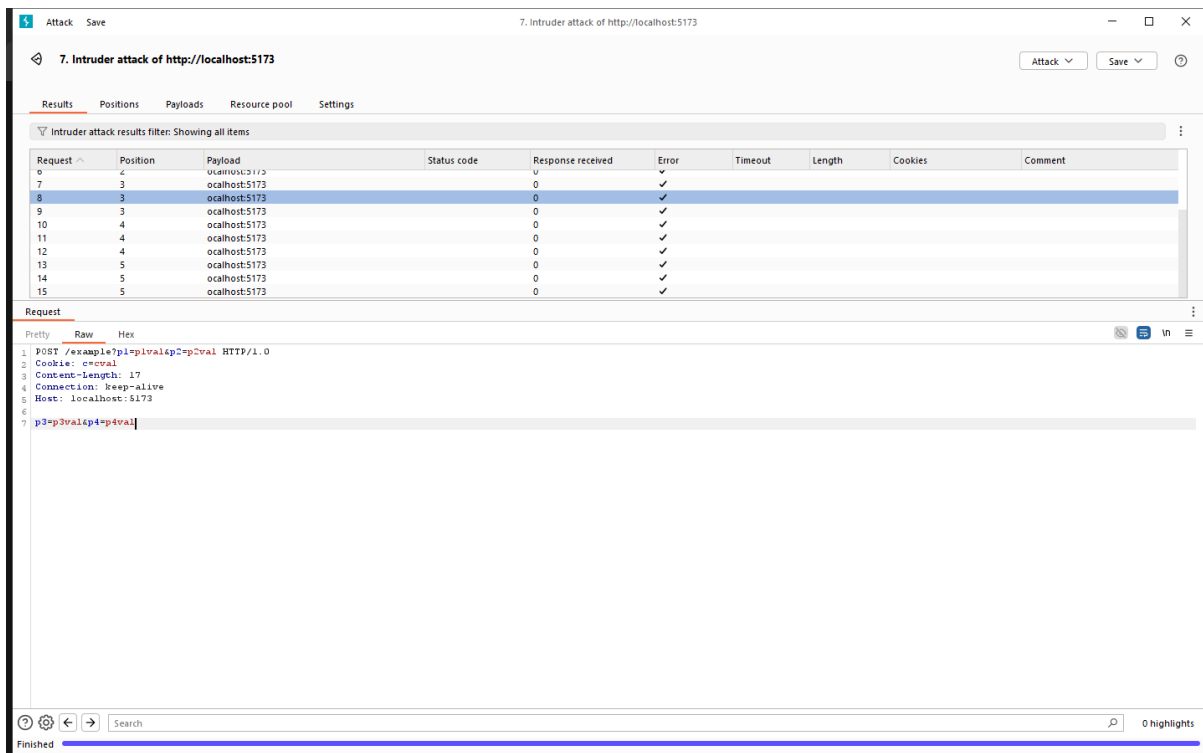 Attack Save 7. Intruder attack of http://localhost:5173
7. Intruder attack of http://localhost:5173 Attack Save
Results Positions Payloads Resource pool Settings
Intruder attack results filter: Showing all items
Request Position Payload Status code Response received Error Timeout Length Cookies Comment
6 2 ocalhost:5173 0
7 3 ocalhost:5173 0
8 3 ocalhost:5173 0
9 3 ocalhost:5173 0
10 4 ocalhost:5173 0
11 4 ocalhost:5173 0
12 4 ocalhost:5173 0
13 5 ocalhost:5173 0
14 5 ocalhost:5173 0
15 5 ocalhost:5173 0
Request
Pretty Raw Hex \n
1 POST /example?p1=p1val&p2=p2val HTTP/1.0
2 Cookie: c=cval
3 Content-Length: 17
4 Connection: keep-alive
5 Host: localhost:5173
6
7 p3=p3val&p4=p4val
Search 0 highlights
Finished